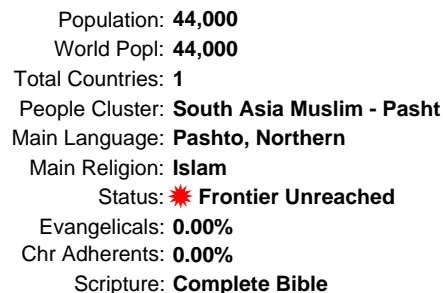 Population: 44,000
World Popl: 44,000
Total Countries: 1
People Cluster: South Asia Muslim - Pasht
Main Language: Pashto, Northern
Main Religion: Islam
Status: Frontier Unreached
Evangelicals: 0.00%
Chr Adherents: 0.00%
Scripture: Complete Bible